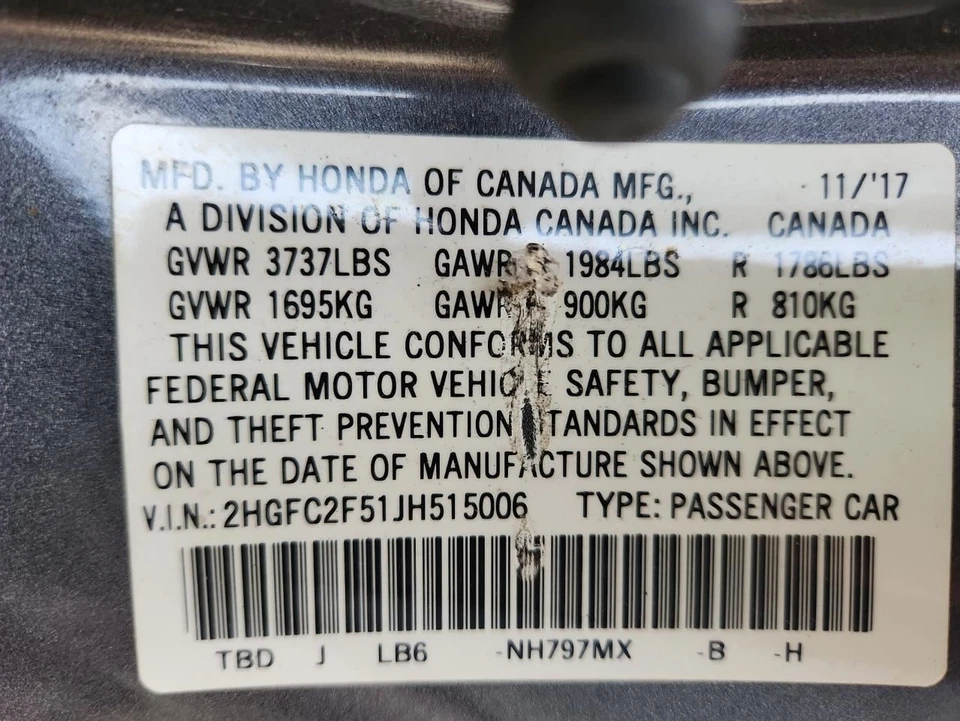 MFD. BY HONDA OF CANADA MFG., 11/'17
A DIVISION OF HONDA CANADA INC. CANADA
GVWR 3737LBS GAWR 1984LBS R 1786LBS
GVWR 1695KG GAWR 900KG R 810KG
THIS VEHICLE CONFORMS TO ALL APPLICABLE
FEDERAL MOTOR VEHICLE SAFETY, BUMPER,
AND THEFT PREVENTION STANDARDS IN EFFECT
ON THE DATE OF MANUFACTURE SHOWN ABOVE.
V.I.N.: 2HGFC2F51JH515006 TYPE: PASSENGER CAR
TBD J LB6 -NH797MX -B -H